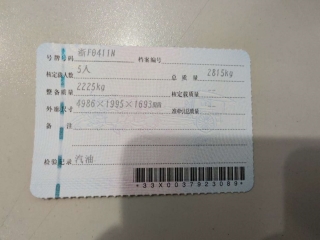 号牌号码 浙F0411N 档案编号
核定载人数 5人 总质量 2815kg
整备质量 2225kg 核定载质量 --
外廓尺寸 4986×1995×1693mm 准牵引总质量 --
备注
检验记录 汽油
*33X0037923089*